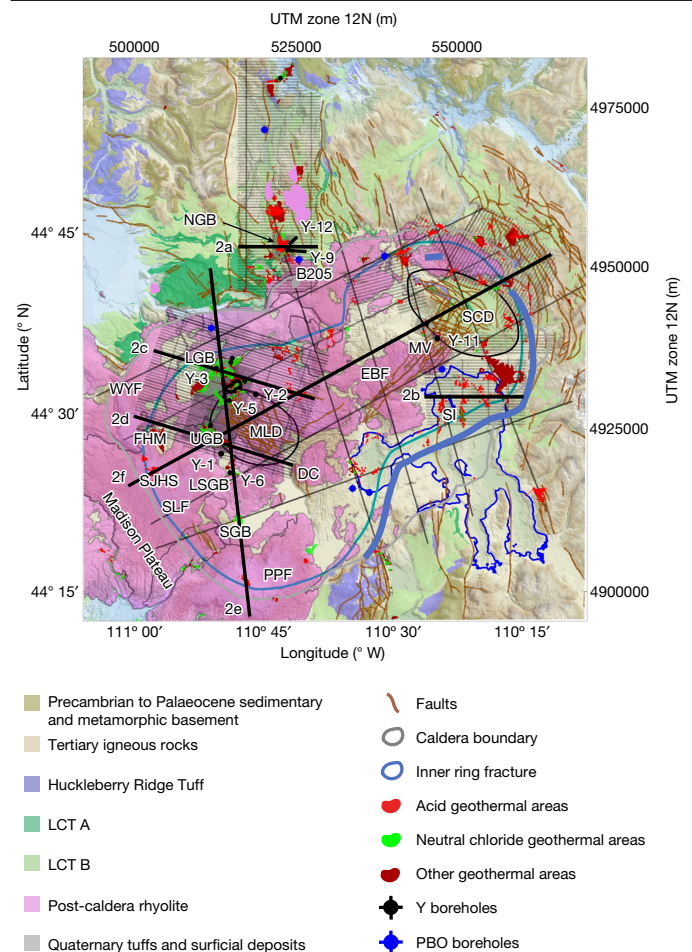 UTM zone 12N (m)
500000 525000 550000
4975000
NGB
Y-12
44° 45′
2a
Y-9
B205
4950000
SCD
2c
LGB
MV
Y-11
Y-3
EBF
WYF
Y-2
2b
Y-5
SI
44° 30′
2d
MLD
4925000
FHM
UGB
Y-1
DC
2f
SJHS
Y-6
LSGB
SLF
Madison Plateau
SGB
PPF
44° 15′
4900000
2e
111° 00′ 110° 45′ 110° 30′ 110° 15′
Longitude (° W)
Latitude (° N)
UTM zone 12N (m)
Precambrian to Palaeocene sedimentary
and metamorphic basement
Tertiary igneous rocks
Huckleberry Ridge Tuff
LCT A
LCT B
Post-caldera rhyolite
Quaternary tuffs and surficial deposits
Faults
Caldera boundary
Inner ring fracture
Acid geothermal areas
Neutral chloride geothermal areas
Other geothermal areas
Y boreholes
PBO boreholes